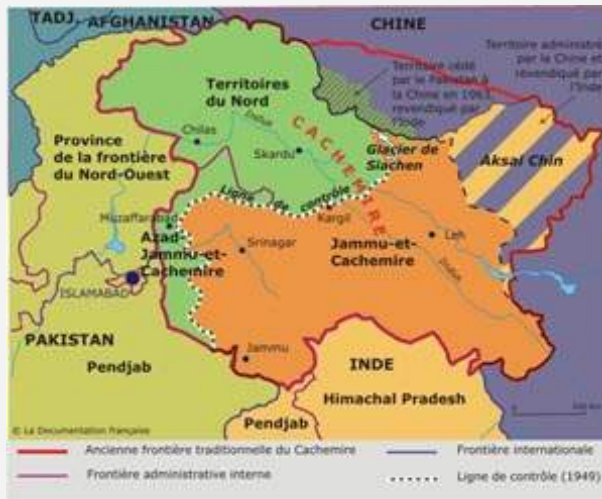 TADJ.
AFGHANISTAN
CHINE
Territoire administré
par la Chine et
revendiqué par
l'Inde
Territoire cédé
par le Pakistan à
la Chine en 1963
revendiqué par
l'Inde
Territoires
du Nord
Indus
CACHEMIRE
Chilas
Skardu
Glacier de
Siachen
Aksai Chin
Province
de la frontière
du Nord-Ouest
Ligne de contrôle
Kargil
Muzaffarabad
Azad-
Jammu-et-
Cachemire
Srinagar
Jammu-et-
Cachemire
Leh
Indus
ISLAMABAD
PAKISTAN
Pendjab
Jammu
INDE
Himachal Pradesh
Pendjab
© La Documentation française
Ancienne frontière traditionnelle du Cachemire
Frontière internationale
Frontière administrative interne
Ligne de contrôle (1949)